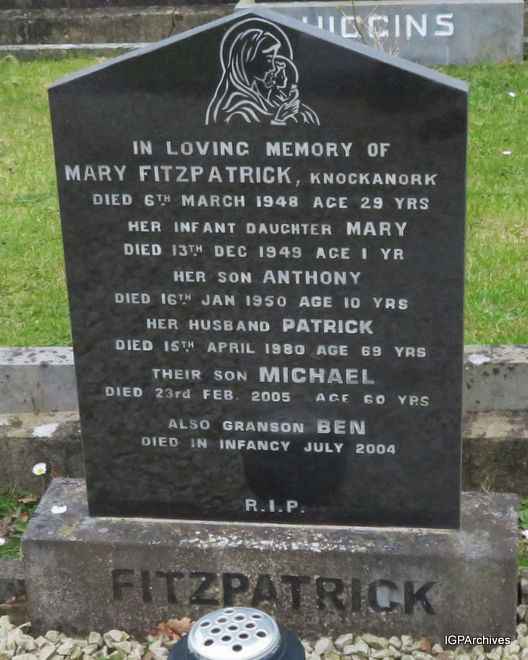 HIGGINS
IN LOVING MEMORY OF
MARY FITZPATRICK, KNOCKANORK
DIED 6TH MARCH 1948 AGE 29 YRS
HER INFANT DAUGHTER MARY
DIED 13TH DEC 1949 AGE 1 YR
HER SON ANTHONY
DIED 16TH JAN 1950 AGE 10 YRS
HER HUSBAND PATRICK
DIED 15TH APRIL 1980 AGE 69 YRS
THEIR SON MICHAEL
DIED 23rd FEB. 2005 AGE 60 YRS
ALSO GRANSON BEN
DIED IN INFANCY JULY 2004
R.I.P.
FITZPATRICK
IGPArchives